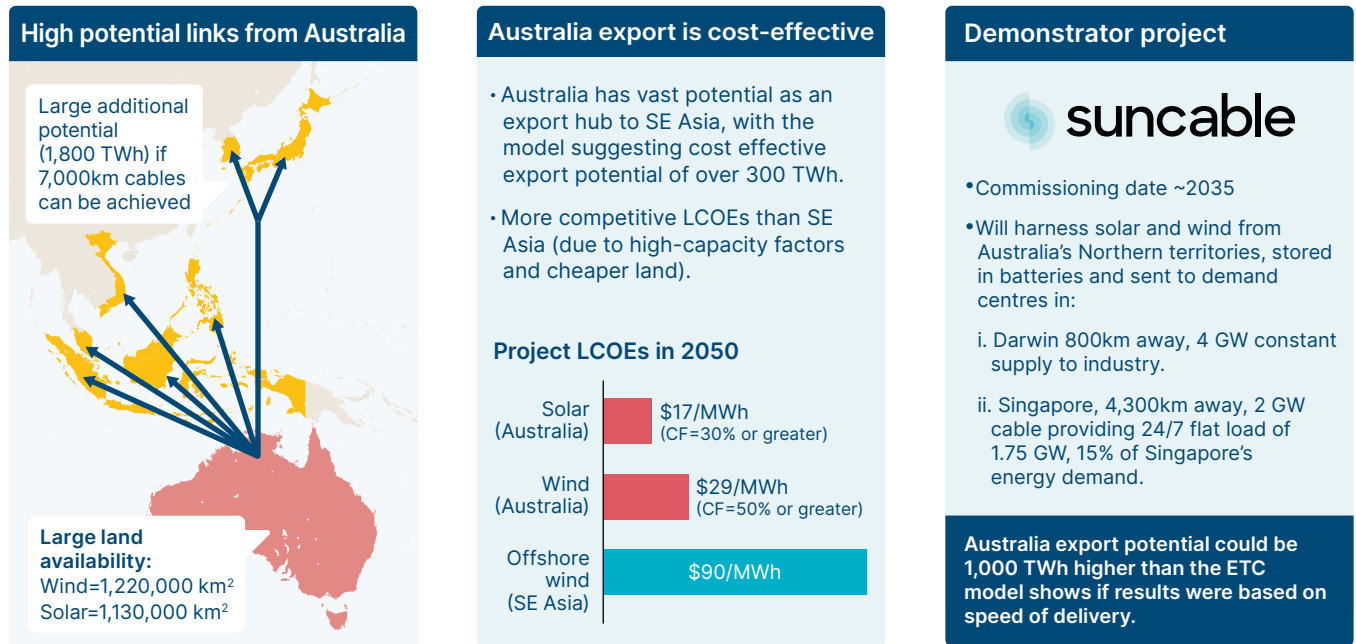 High potential links from Australia
Large additional
potential
(1,800 TWh) if
7,000km cables
can be achieved
Large land
availability:
Wind=1,220,000 km²
Solar=1,130,000 km²
Australia export is cost-effective
• Australia has vast potential as an
export hub to SE Asia, with the
model suggesting cost effective
export potential of over 300 TWh.
• More competitive LCOEs than SE
Asia (due to high-capacity factors
and cheaper land).
Project LCOEs in 2050
Solar
(Australia)
$17/MWh
(CF=30% or greater)
Wind
(Australia)
$29/MWh
(CF=50% or greater)
Offshore
wind
(SE Asia)
$90/MWh
Demonstrator project
suncable
•Commissioning date ~2035
•Will harness solar and wind from
Australia's Northern territories, stored
in batteries and sent to demand
centres in:
i. Darwin 800km away, 4 GW constant
supply to industry.
ii. Singapore, 4,300km away, 2 GW
cable providing 24/7 flat load of
1.75 GW, 15% of Singapore's
energy demand.
Australia export potential could be
1,000 TWh higher than the ETC
model shows if results were based on
speed of delivery.